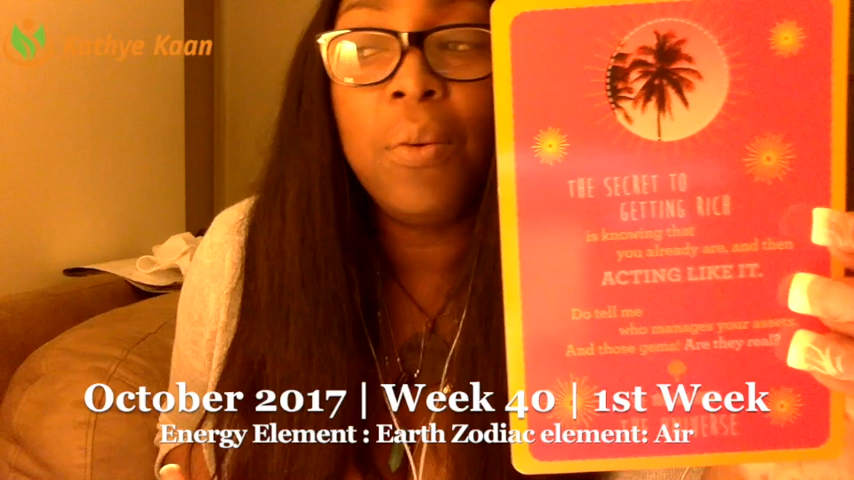 Kathye Kaan
THE SECRET TO
GETTING RICH
is knowing that
you already are, and then
ACTING LIKE IT.
Do tell me
who manages your assets.
And those gems! Are they real?
THE UNIVERSE
October 2017 | Week 40 | 1st Week
Energy Element : Earth Zodiac element: Air